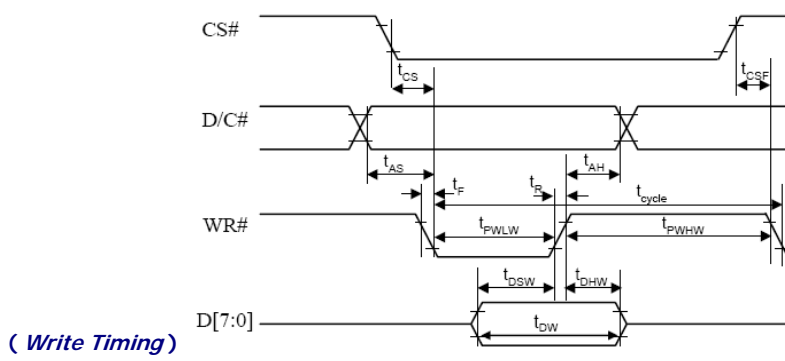 CS#
tCS
tCSF
D/C#
tAS
tAH
tF
tR
tcycle
WR#
tPWLW
tPWHW
tDSW
tDHW
D[7:0]
tDW
( Write Timing )